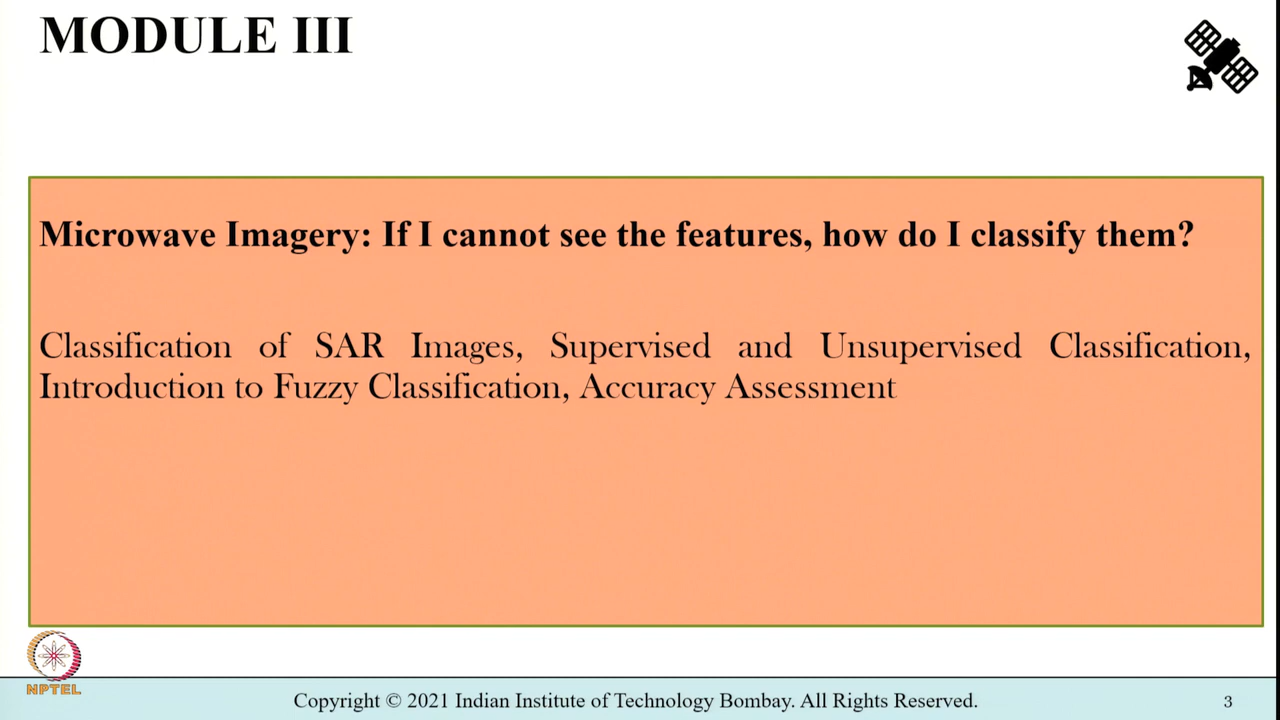 MODULE III
Microwave Imagery: If I cannot see the features, how do I classify them?
Classification of SAR Images, Supervised and Unsupervised Classification,
Introduction to Fuzzy Classification, Accuracy Assessment
NPTEL
Copyright © 2021 Indian Institute of Technology Bombay. All Rights Reserved.
3